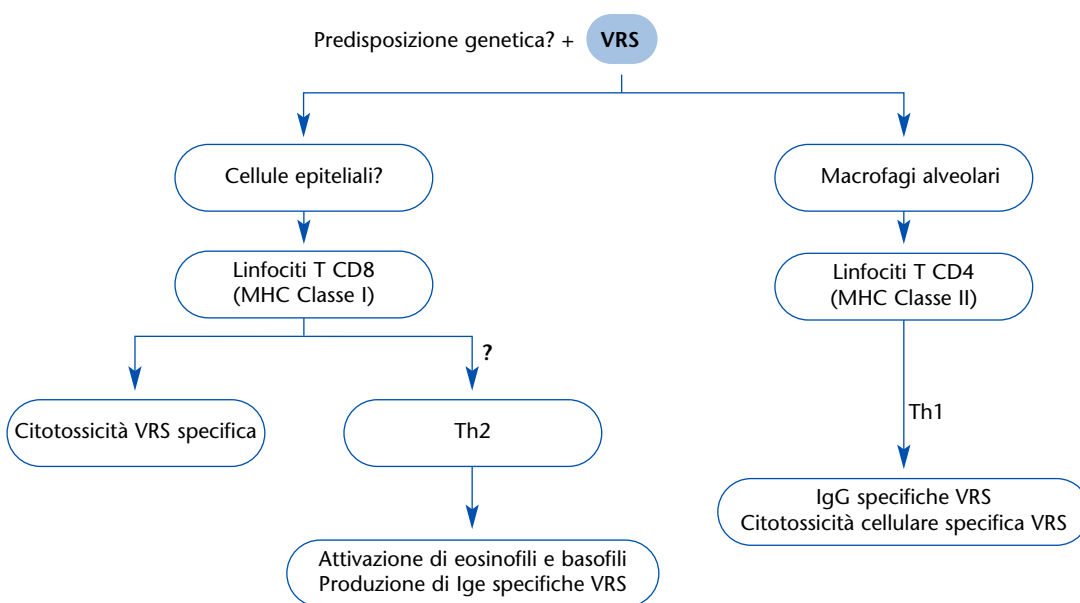 Predisposizione genetica? + VRS
Cellule epiteliali?
Macrofagi alveolari
Linfociti T CD8
(MHC Classe I)
Linfociti T CD4
(MHC Classe II)
?
Citotossicità VRS specifica
Th2
Th1
IgG specifiche VRS
Citotossicità cellulare specifica VRS
Attivazione di eosinofili e basofili
Produzione di Ige specifiche VRS